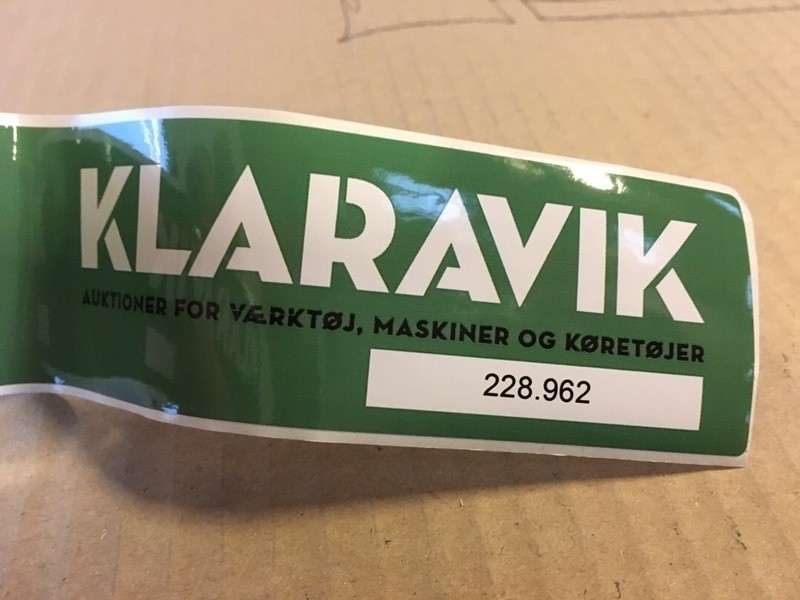 KLARAVIK
AUKTIONER FOR VÆRKTØJ, MASKINER OG KØRETØJER
228.962